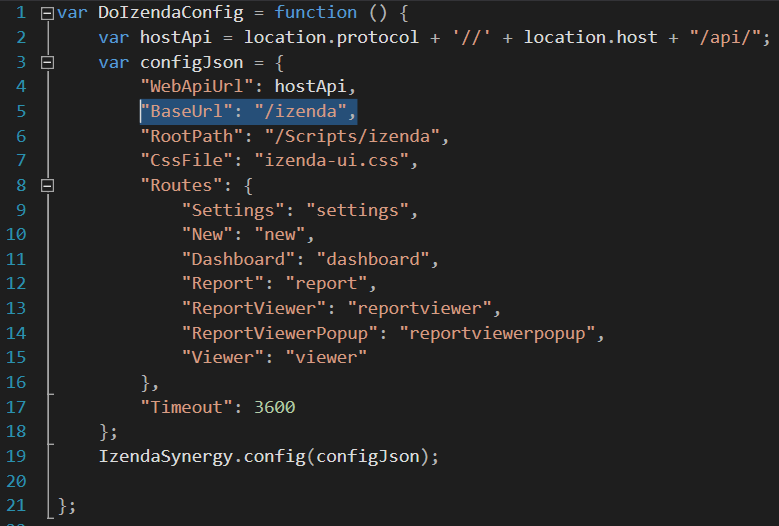 1 var DoIzendaConfig = function () {
2 var hostApi = location.protocol + '//' + location.host + "/api/";
3 var configJson = {
4 "WebApiUrl": hostApi,
5 "BaseUrl": "/izenda",
6 "RootPath": "/Scripts/izenda",
7 "CssFile": "izenda-ui.css",
8 "Routes": {
9 "Settings": "settings",
10 "New": "new",
11 "Dashboard": "dashboard",
12 "Report": "report",
13 "ReportViewer": "reportviewer",
14 "ReportViewerPopup": "reportviewerpopup",
15 "Viewer": "viewer"
16 },
17 "Timeout": 3600
18 };
19 IzendaSynergy.config(configJson);
20
21 };